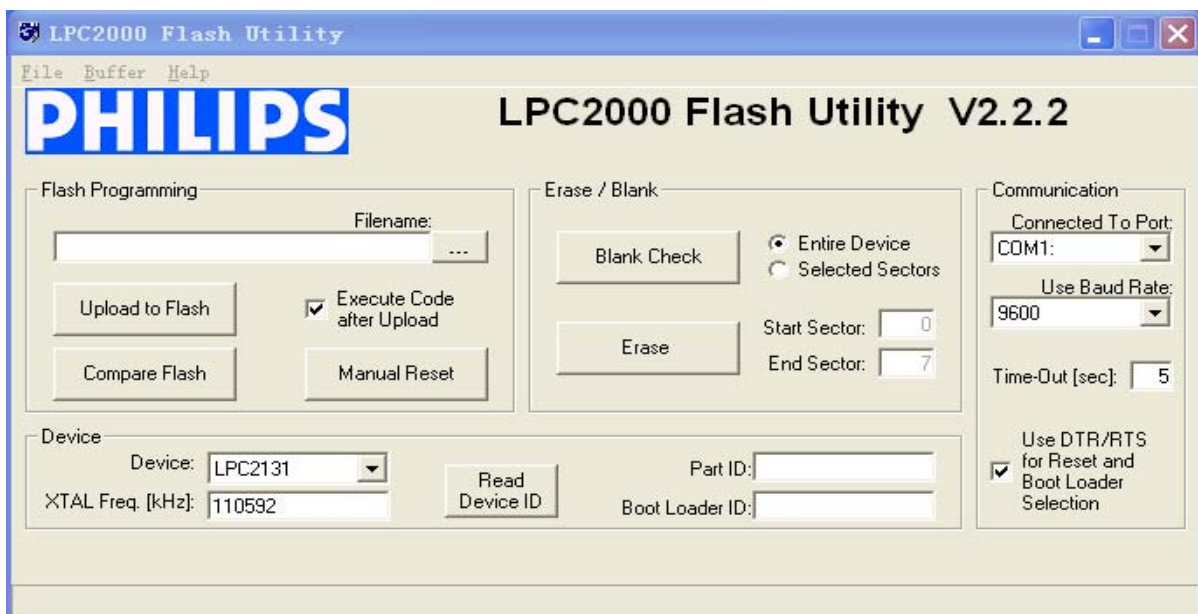 LPC2000 Flash Utility
File Buffer Help
PHILIPS
LPC2000 Flash Utility V2.2.2
Flash Programming
Filename:
...
Upload to Flash
Execute Code
after Upload
Compare Flash
Manual Reset
Erase / Blank
Blank Check
Entire Device
Selected Sectors
Erase
Start Sector: 0
End Sector: 7
Communication
Connected To Port:
COM1:
Use Baud Rate:
9600
Time-Out [sec]: 5
Use DTR/RTS
for Reset and
Boot Loader
Selection
Device
Device: LPC2131
XTAL Freq. [kHz]: 110592
Read
Device ID
Part ID:
Boot Loader ID: